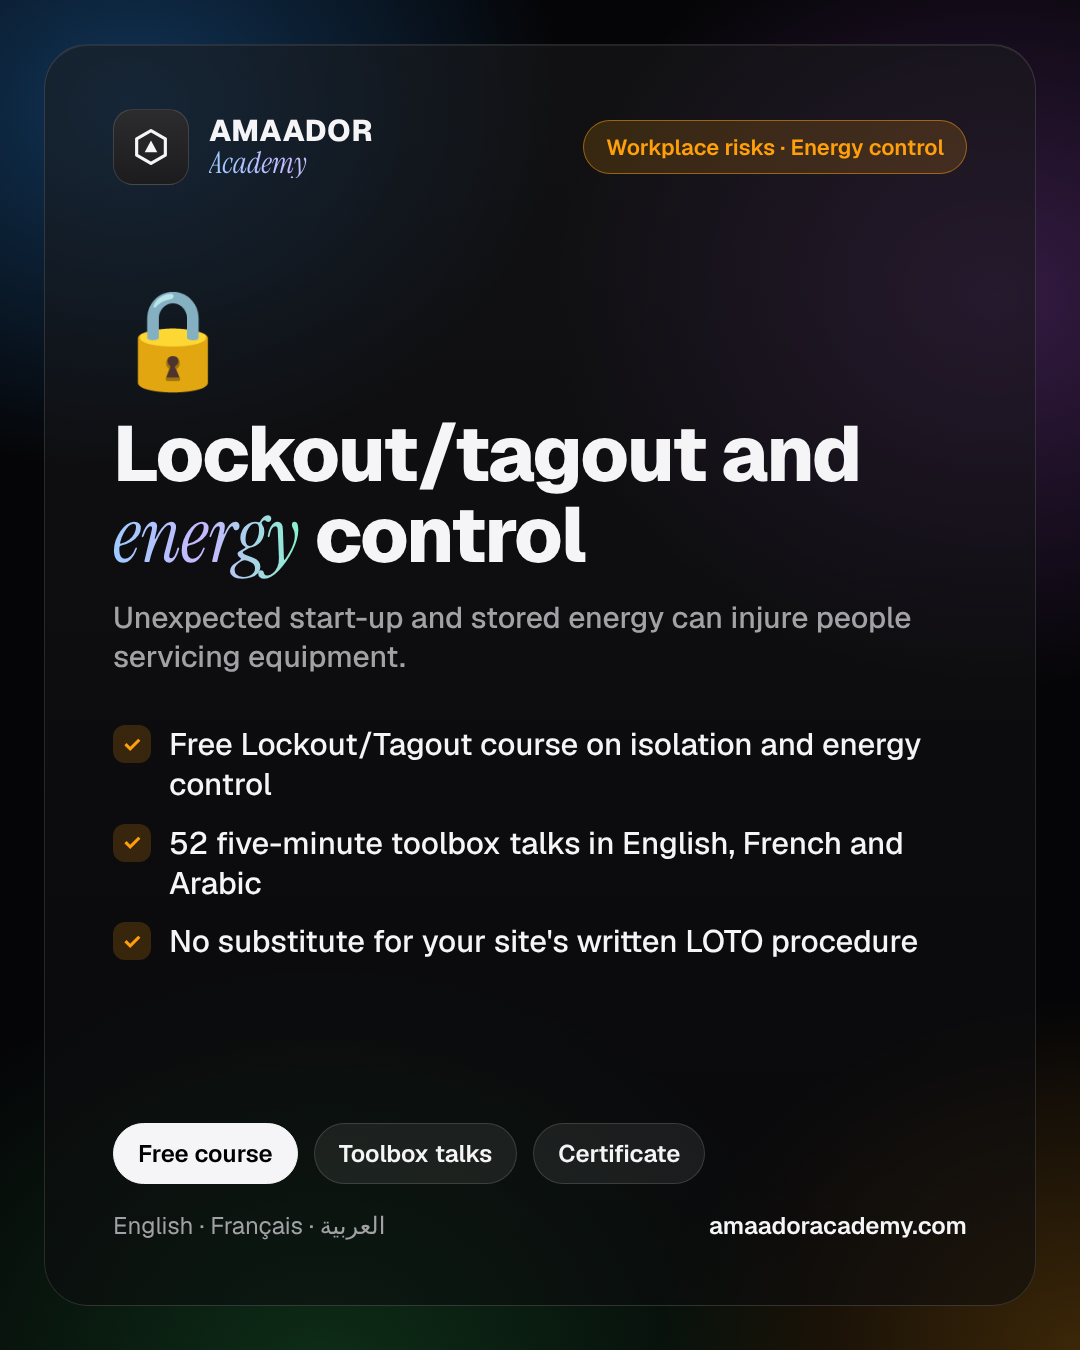 AMAADOR
Academy
Workplace risks · Energy control
Lockout/tagout and
energy control
Unexpected start-up and stored energy can injure people
servicing equipment.
Free Lockout/Tagout course on isolation and energy
control
52 five-minute toolbox talks in English, French and
Arabic
No substitute for your site's written LOTO procedure
Free course
Toolbox talks
Certificate
English · Français · العربية
amaadoracademy.com